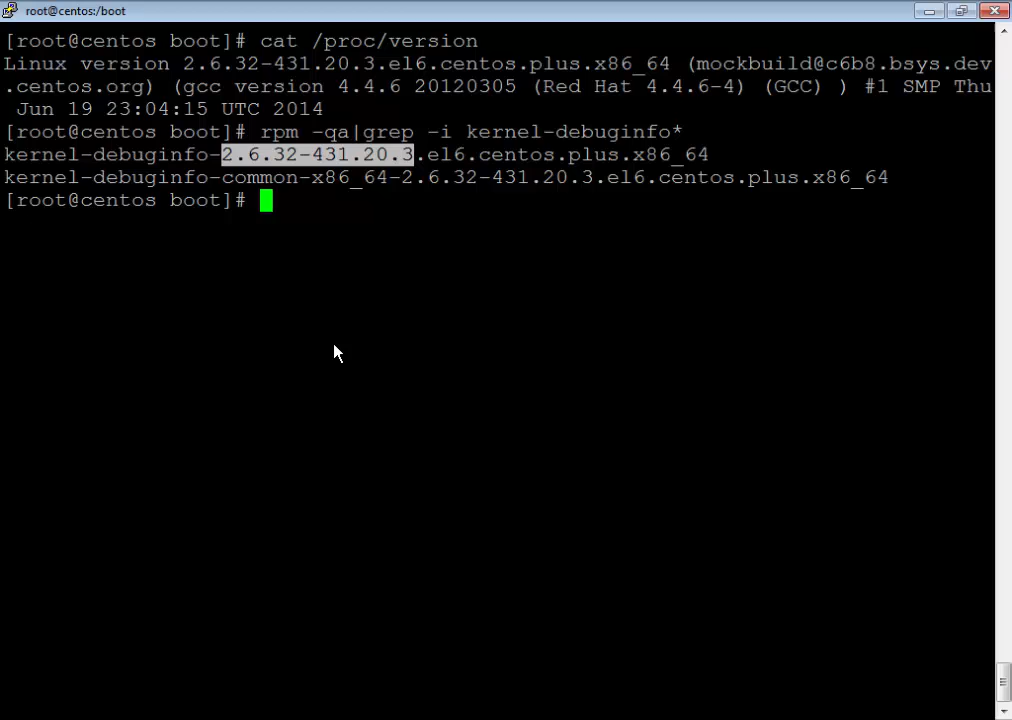 root@centos:/boot
[root@centos boot]# cat /proc/version
Linux version 2.6.32-431.20.3.el6.centos.plus.x86_64 (mockbuild@c6b8.bsys.dev
.centos.org) (gcc version 4.4.6 20120305 (Red Hat 4.4.6-4) (GCC) ) #1 SMP Thu
 Jun 19 23:04:15 UTC 2014
[root@centos boot]# rpm -qa|grep -i kernel-debuginfo*
kernel-debuginfo-2.6.32-431.20.3.el6.centos.plus.x86_64
kernel-debuginfo-common-x86_64-2.6.32-431.20.3.el6.centos.plus.x86_64
[root@centos boot]#